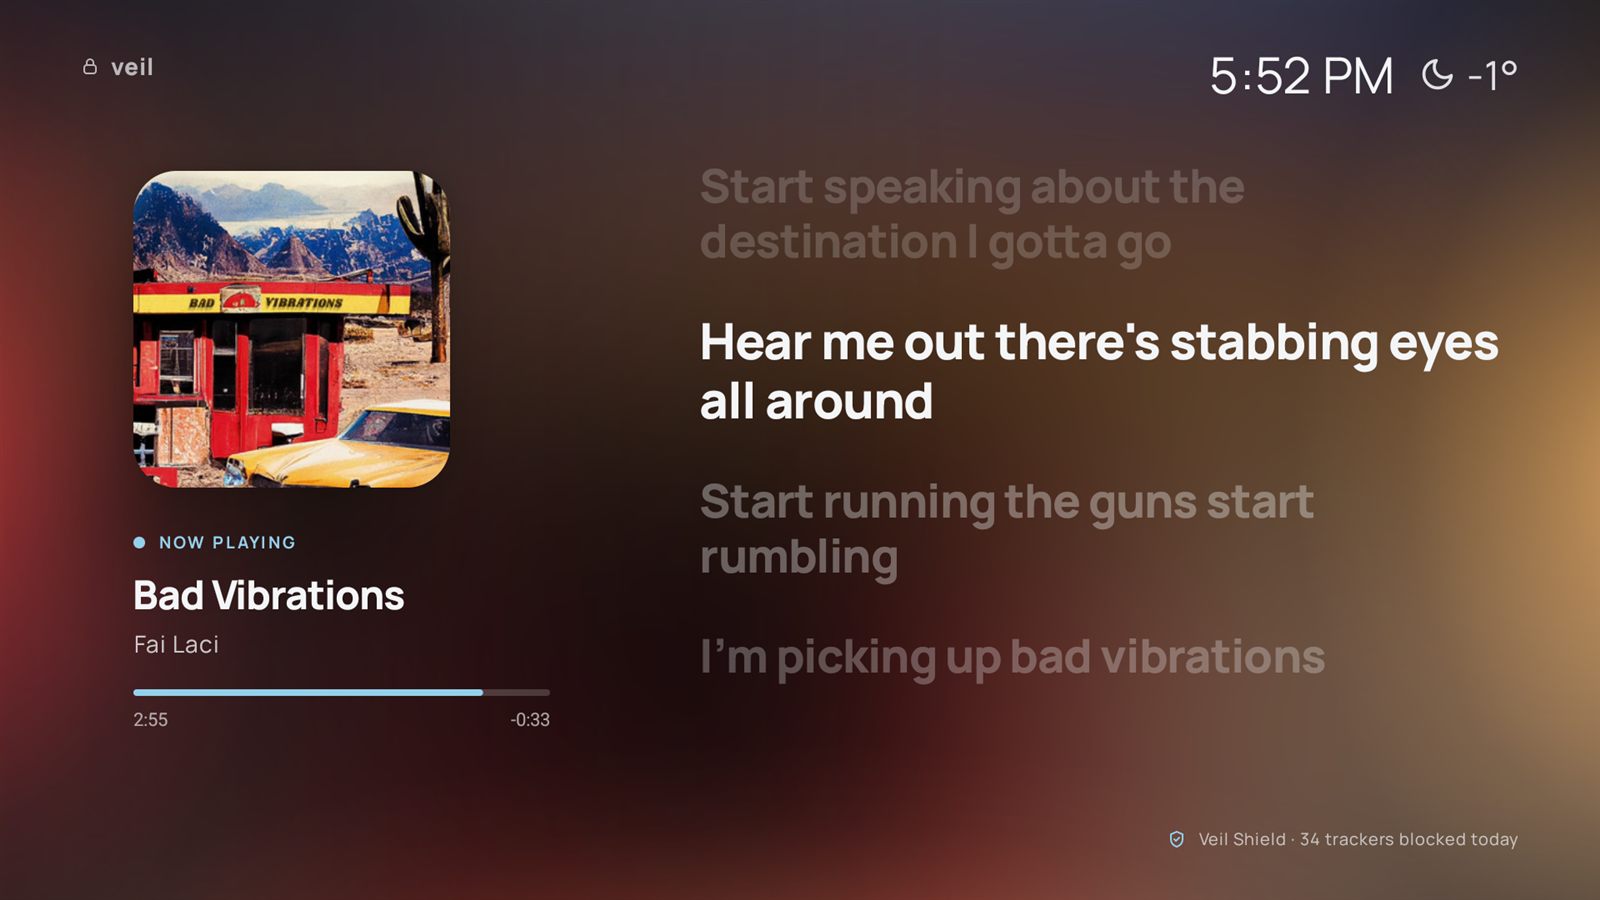 veil
5:52 PM -1°
BAD VIBRATIONS
NOW PLAYING
Bad Vibrations
Fai Laci
2:55 -0:33
Start speaking about the
destination I gotta go
Hear me out there's stabbing eyes
all around
Start running the guns start
rumbling
I’m picking up bad vibrations
Veil Shield · 34 trackers blocked today